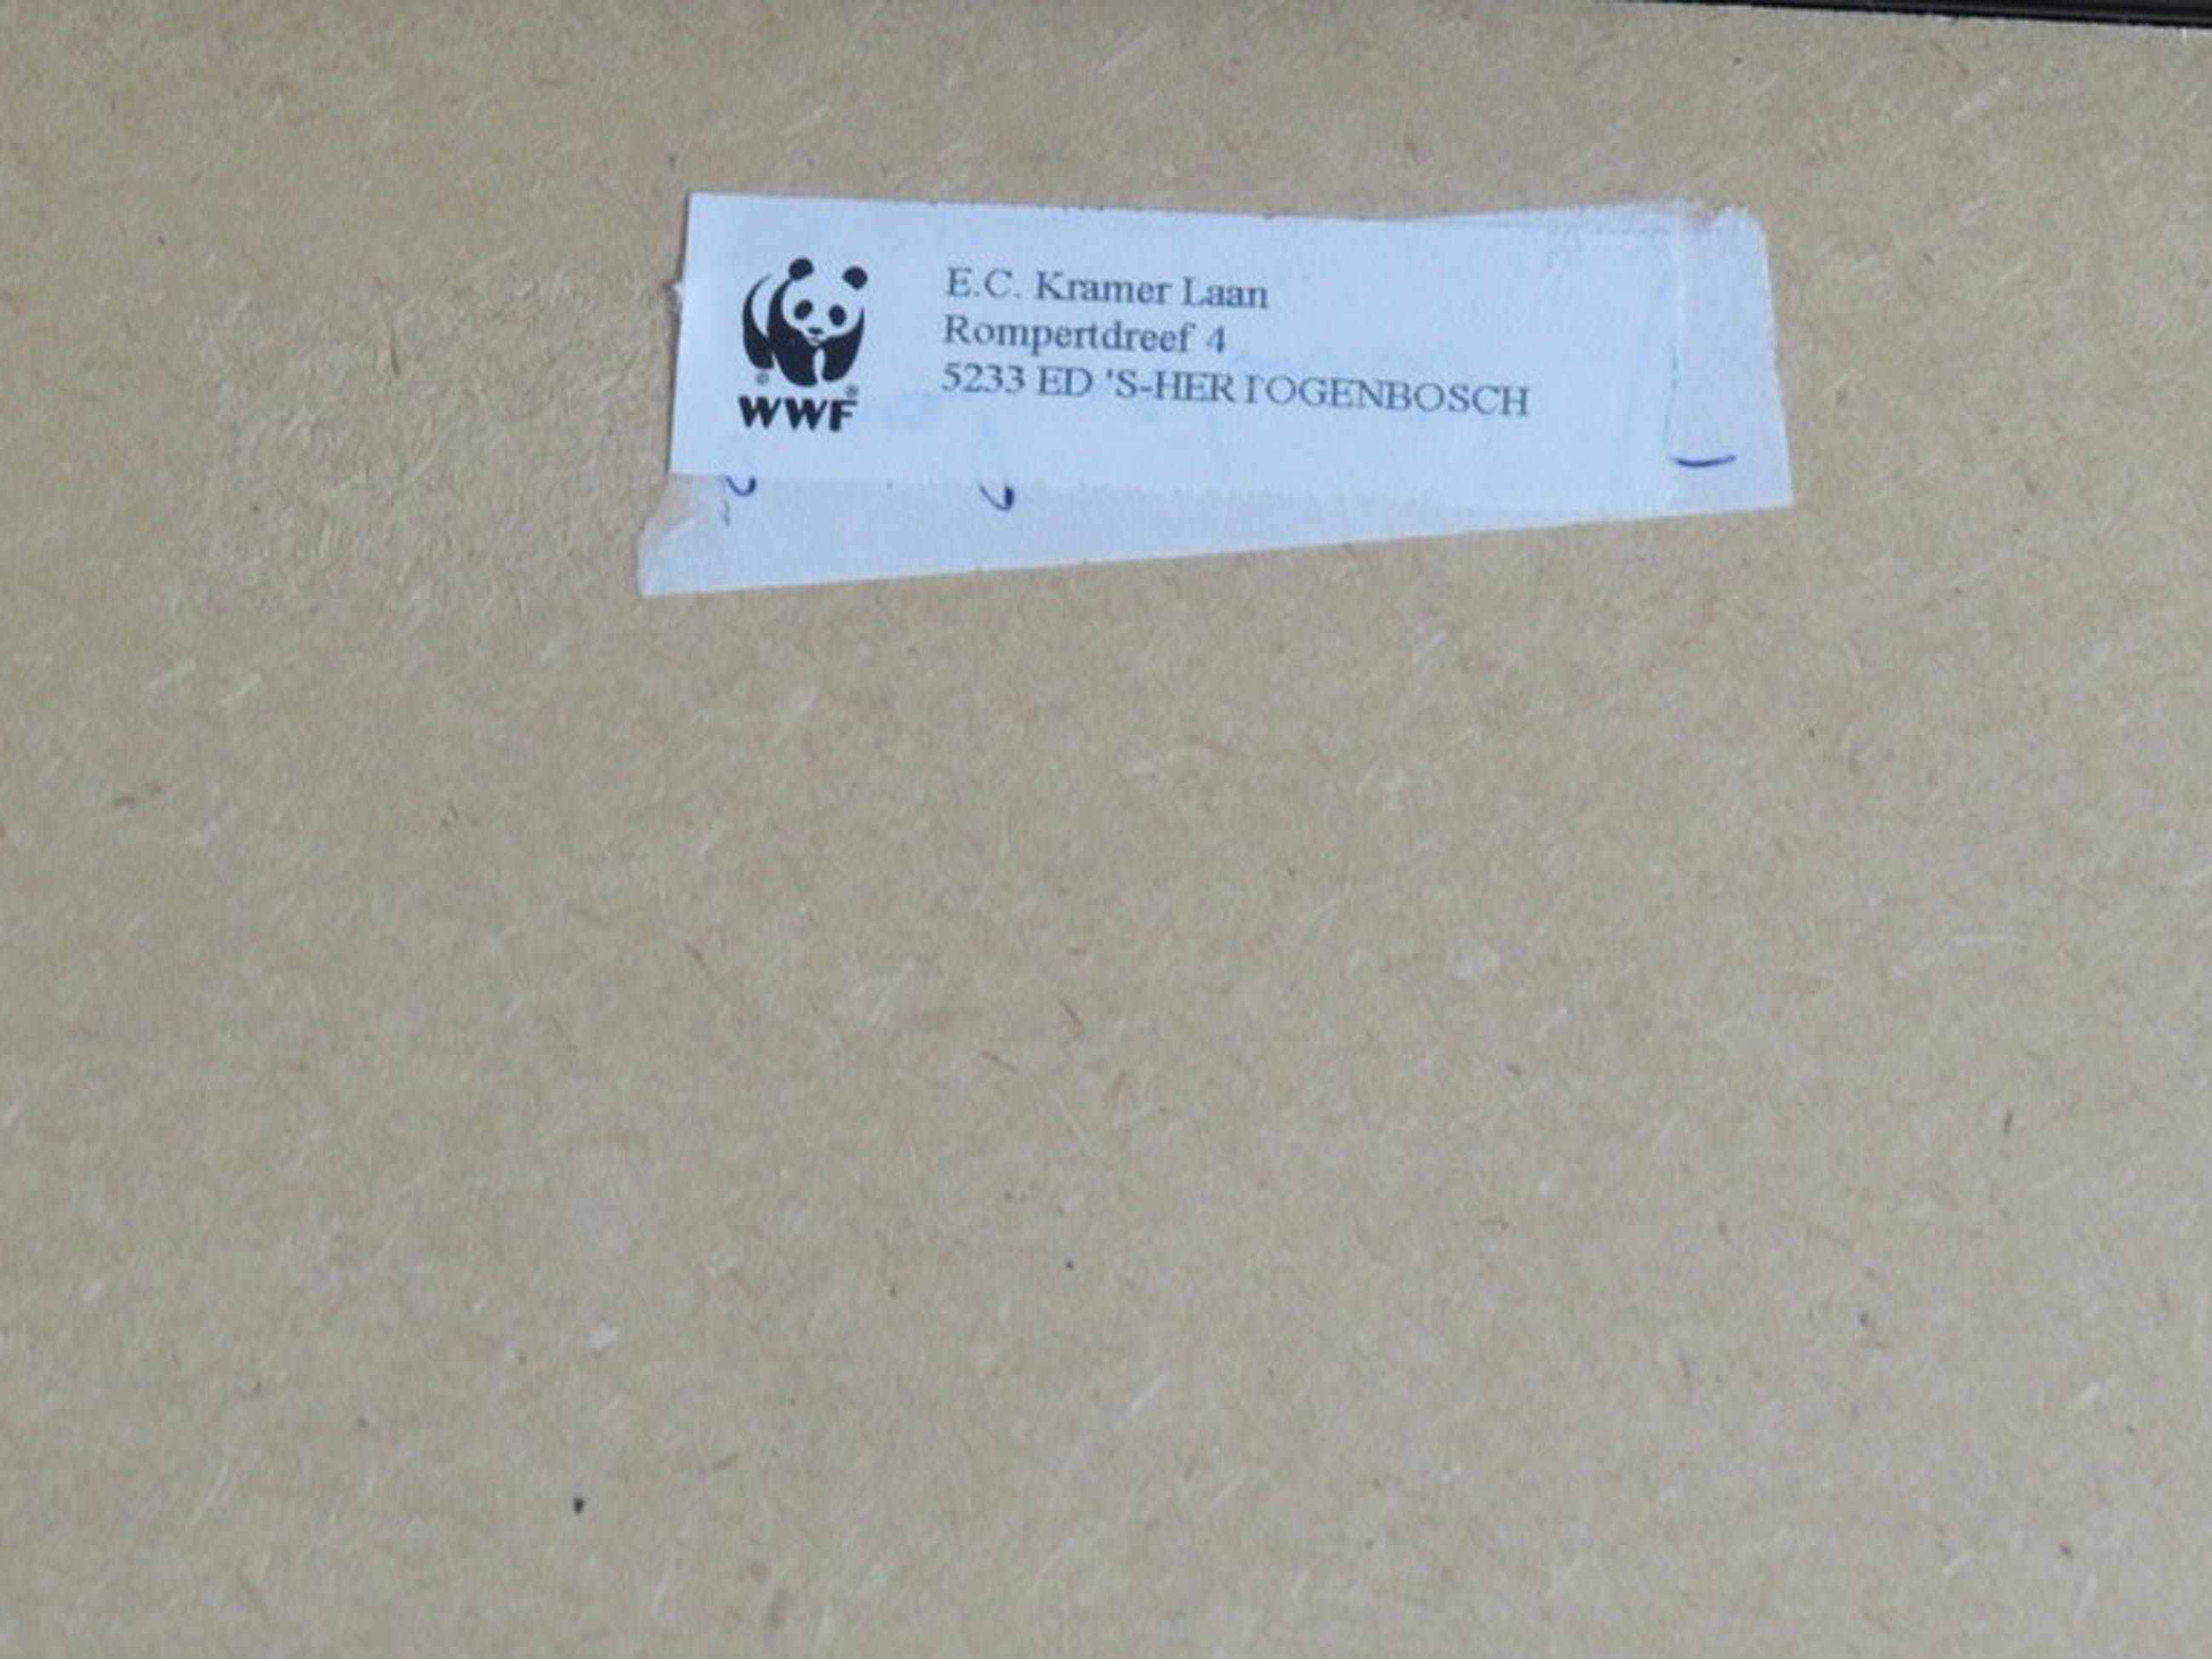 E.C. Kramer Laan
Rompertdreef 4
5233 ED 'S-HERTOGENBOSCH
WWF